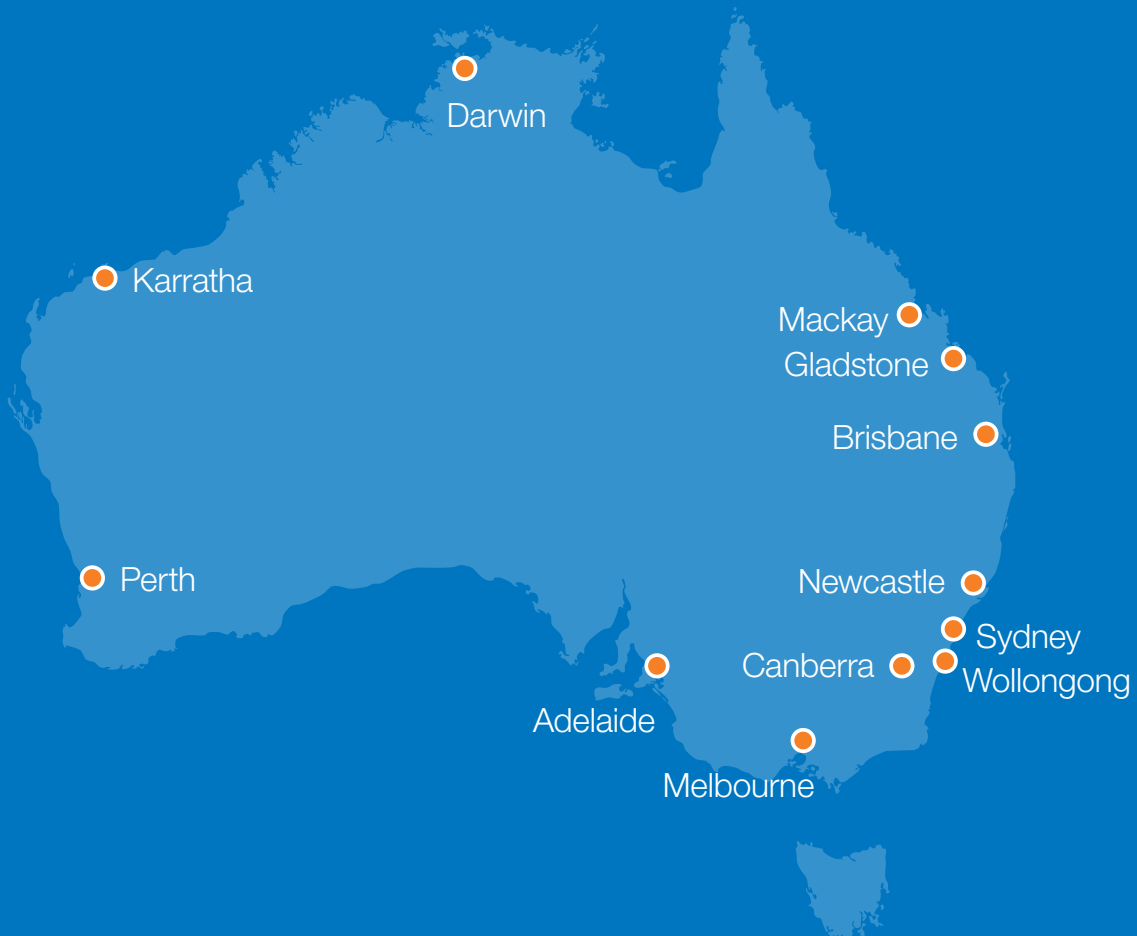 Darwin
Karratha
Mackay
Gladstone
Brisbane
Perth
Newcastle
Sydney
Canberra
Wollongong
Adelaide
Melbourne